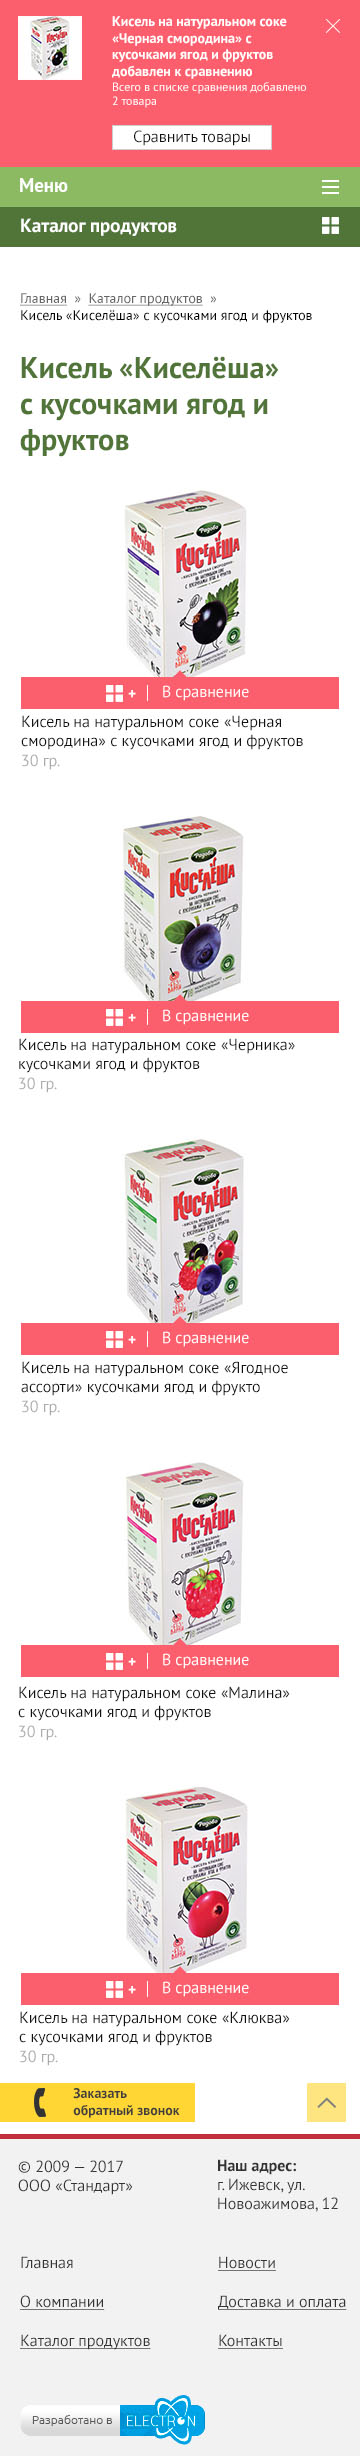 Кисель на натуральном соке
«Черная смородина» с
кусочками ягод и фруктов
добавлен к сравнению
Всего в списке сравнения добавлено
2 товара
Сравнить товары
Меню
Каталог продуктов
Главная » Каталог продуктов »
Кисель «Киселёша» с кусочками ягод и фруктов
Кисель «Киселёша»
с кусочками ягод и
фруктов
Киселёша
+ В сравнение
Кисель на натуральном соке «Черная
смородина» с кусочками ягод и фруктов
30 гр.
Киселёша
+ В сравнение
Кисель на натуральном соке «Черника»
кусочками ягод и фруктов
30 гр.
Киселёша
+ В сравнение
Кисель на натуральном соке «Ягодное
ассорти» кусочками ягод и фрукто
30 гр.
Киселёша
+ В сравнение
Кисель на натуральном соке «Малина»
с кусочками ягод и фруктов
30 гр.
Киселёша
+ В сравнение
Кисель на натуральном соке «Клюква»
с кусочками ягод и фруктов
30 гр.
Заказать
обратный звонок
© 2009 — 2017
ООО «Стандарт»
Наш адрес:
г. Ижевск, ул.
Новоажимова, 12
Главная
Новости
О компании
Доставка и оплата
Каталог продуктов
Контакты
Разработано в ELECTRON